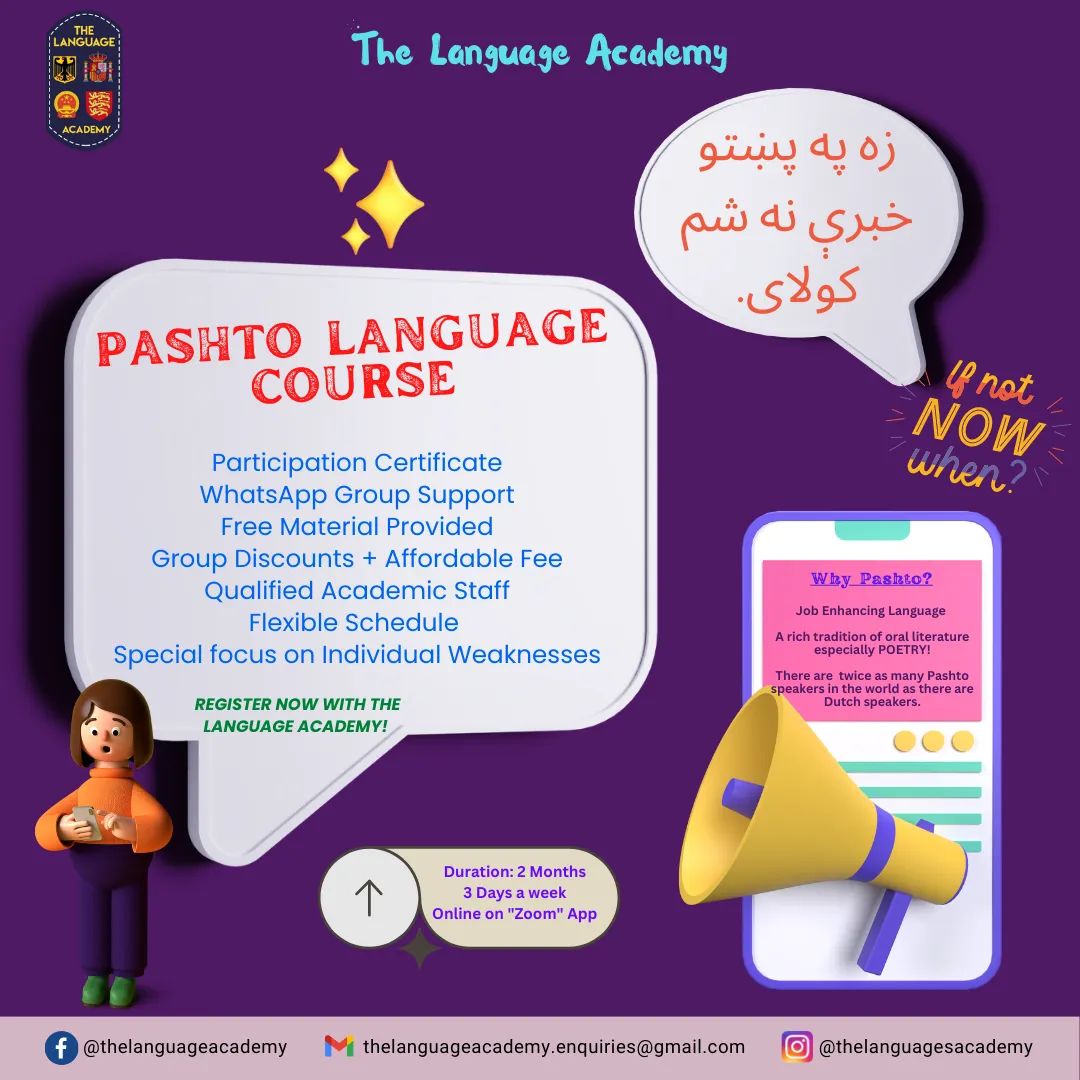 THE
LANGUAGE
ACADEMY
The Language Academy
زه په پښتو
خبرې نه شم
کولای.
PASHTO LANGUAGE
COURSE
Participation Certificate
WhatsApp Group Support
Free Material Provided
Group Discounts + Affordable Fee
Qualified Academic Staff
Flexible Schedule
Special focus on Individual Weaknesses
REGISTER NOW WITH THE
LANGUAGE ACADEMY!
If not
NOW
when?
Why Pashto?
Job Enhancing Language
A rich tradition of oral literature
especially POETRY!
There are twice as many Pashto
speakers in the world as there are
Dutch speakers.
Duration: 2 Months
3 Days a week
Online on "Zoom" App
@thelanguageacademy
thelanguageacademy.enquiries@gmail.com
@thelanguagesacademy